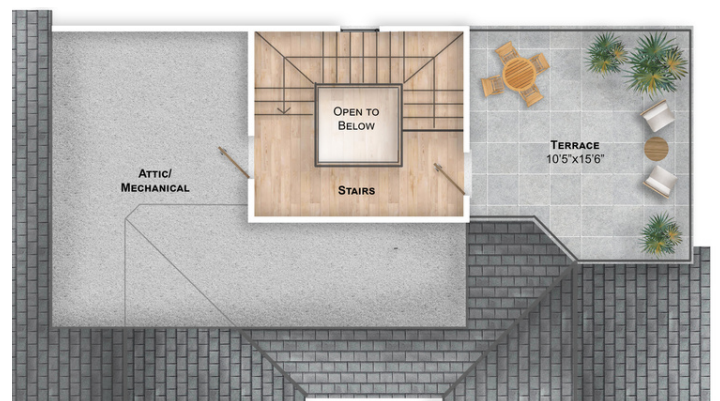 OPEN TO
BELOW
ATTIC/
MECHANICAL
STAIRS
TERRACE
10'5"x15'6"